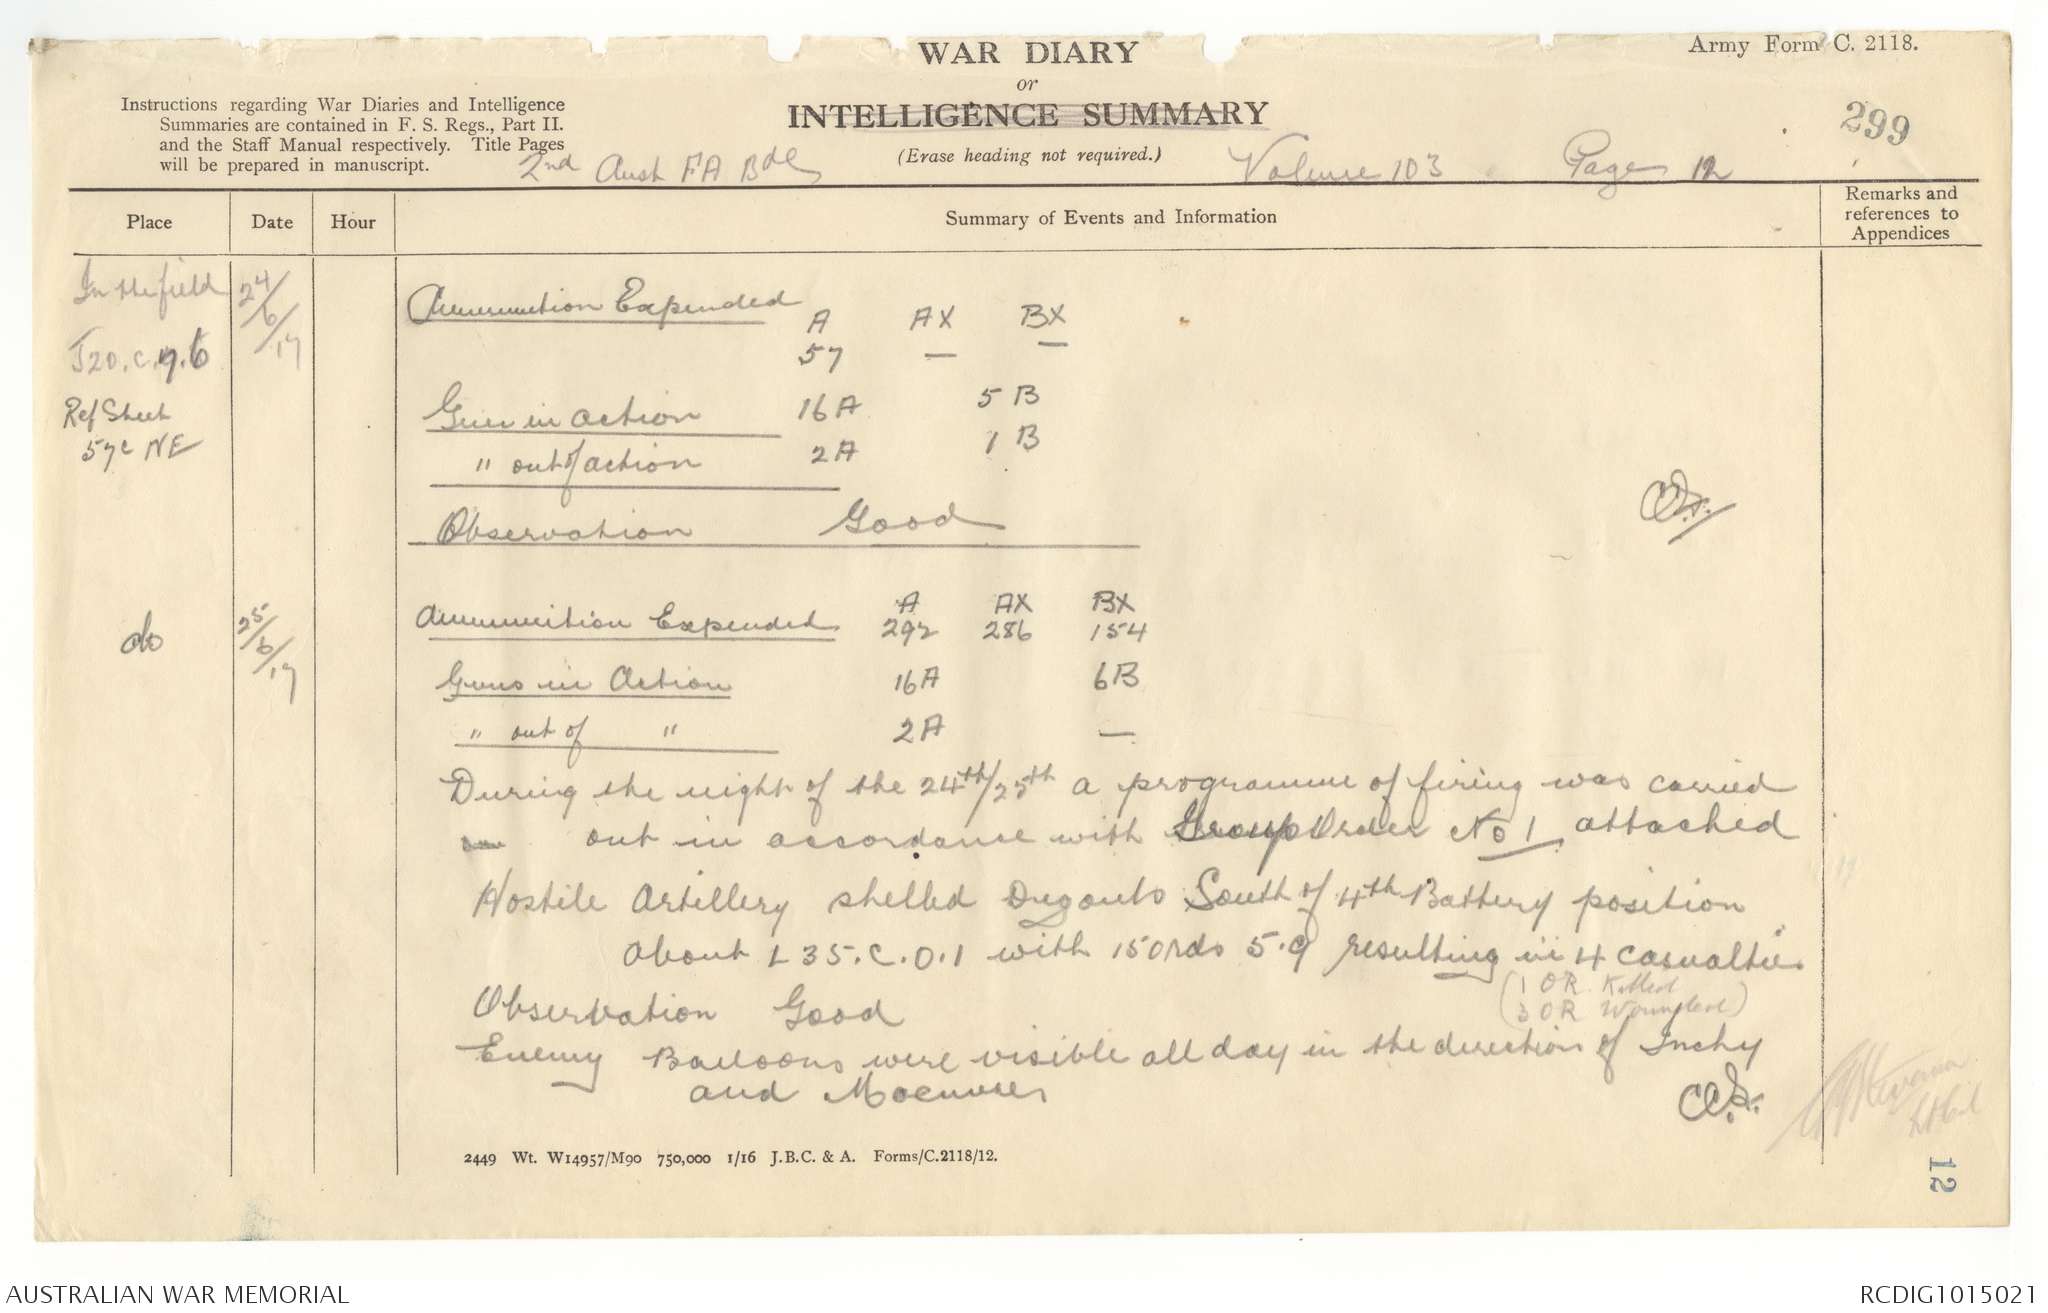 WAR DIARY
or
INTELLIGENCE SUMMARY
(Erase heading not required.)
Army Form C. 2118.
299
Instructions regarding War Diaries and Intelligence
Summaries are contained in F. S. Regs., Part II.
and the Staff Manual respectively. Title Pages
will be prepared in manuscript.
2nd Aust FA Bde
Volume 103
Page 12
Place
Date
Hour
Summary of Events and Information
Remarks and
references to
Appendices
In the field
24/6/17
J20.c.9.6
Ref Sheet
57c NE
Ammunition Expended
A AX BX
57 — —
Guns in action 16A 5B
" out of action 2A 1B
Observation Good
do
25/6/17
A AX BX
Ammunition Expended 292 286 154
Guns in Action 16A 6B
" out of " 2A —
During the night of the 24th/25th a programme of firing was carried
out in accordance with Group Order No 1 attached
Hostile Artillery shelled Dugouts South of 4th Battery position
about L 35.c.0.1 with 150 rds 5.9 resulting in 4 casualties
(1 OR Killed
3 OR Wounded)
Observation Good
Enemy Balloons were visible all day in the direction of Inchy
and Moeuvres
2449 Wt. W14957/M90 750,000 1/16 J.B.C. & A. Forms/C.2118/12.
12
AUSTRALIAN WAR MEMORIAL
RCDIG1015021